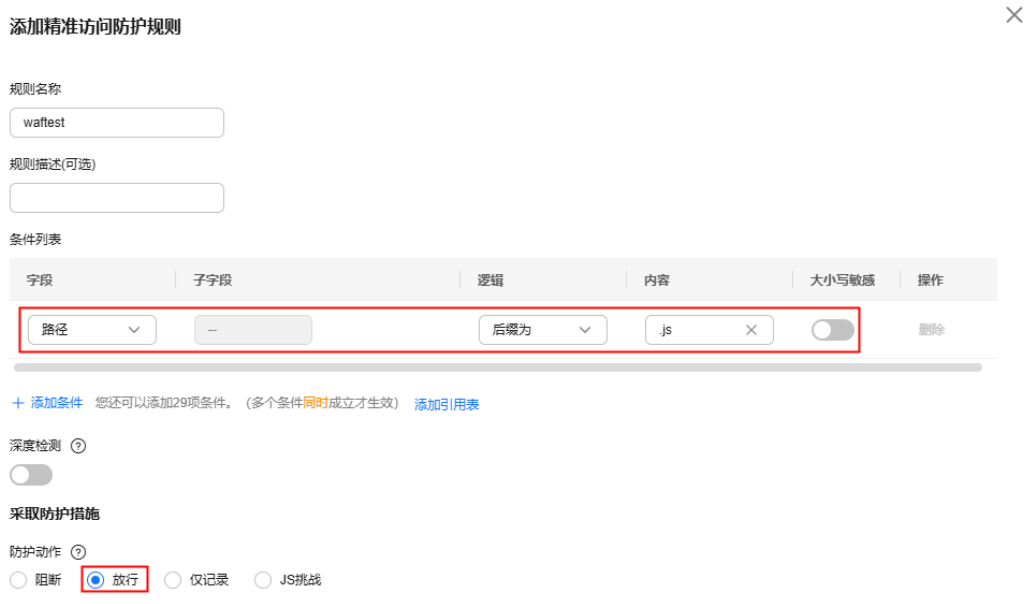 添加精准访问防护规则
规则名称
waftest
规则描述(可选)
条件列表
字段 子字段 逻辑 内容 大小写敏感 操作
路径 -- 后缀为 .js 删除
添加条件 您还可以添加29项条件。(多个条件同时成立才生效) 添加引用表
深度检测
采取防护措施
防护动作
阻断 放行 仅记录 JS挑战